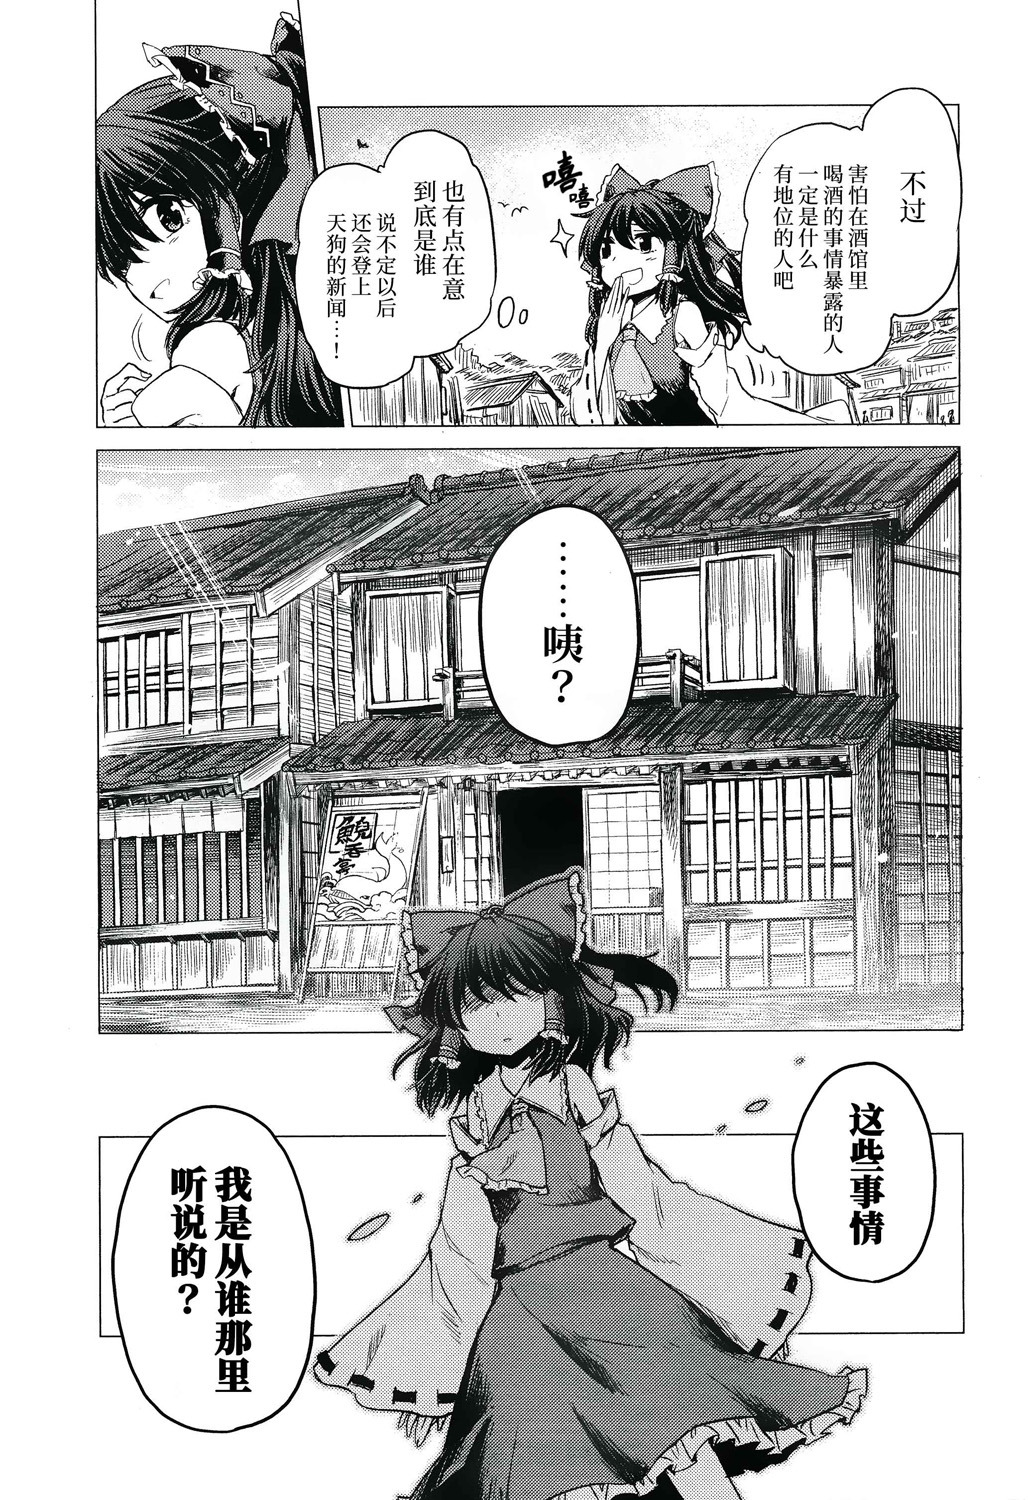 不过
害怕在酒馆里
喝酒的事情暴露的
一定是什么
有地位的人吧
嘻
嘻
也有点在意
到底是谁
说不定以后
还会登上
天狗的新闻…！
……咦？
鯢呑亭
这些事情
我是从谁那里
听说的？